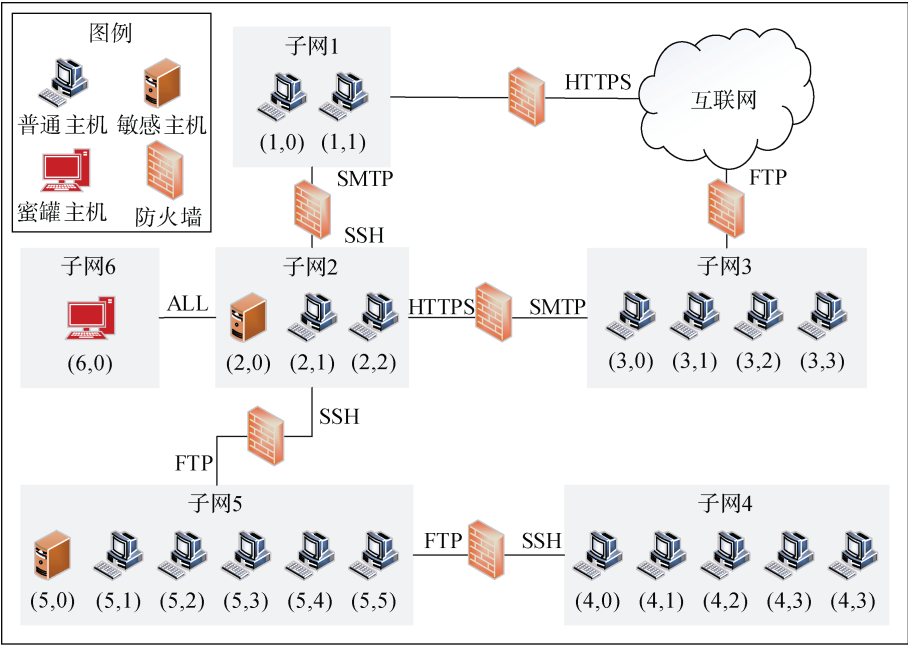 图例
普通主机 敏感主机
蜜罐主机 防火墙
子网1
(1,0) (1,1)
HTTPS
互联网
SMTP
FTP
SSH
子网6
(6,0)
ALL
子网2
(2,0) (2,1) (2,2)
HTTPS
SMTP
子网3
(3,0) (3,1) (3,2) (3,3)
SSH
FTP
子网5
(5,0) (5,1) (5,2) (5,3) (5,4) (5,5)
FTP
SSH
子网4
(4,0) (4,1) (4,2) (4,3) (4,3)